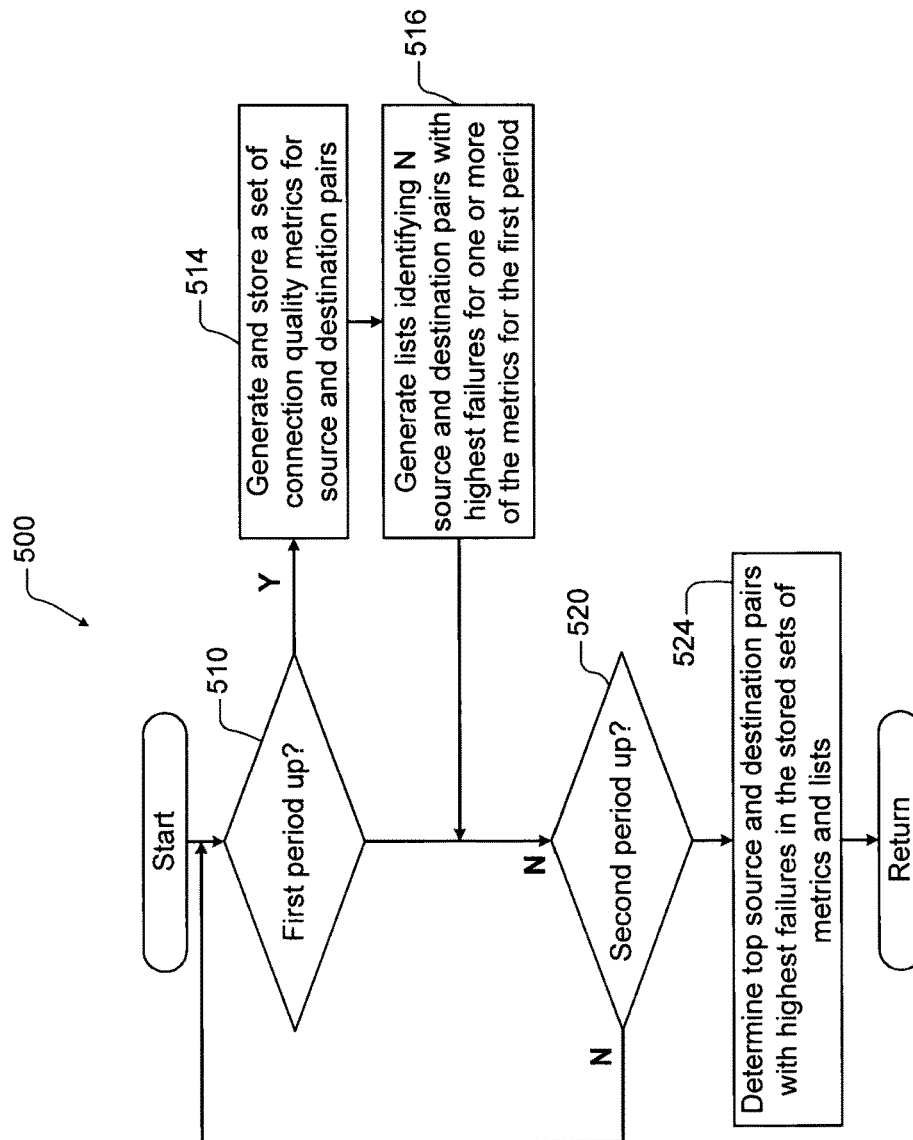 500
Start
510
First period up?
Y
514
Generate and store a set of
connection quality metrics for
source and destination pairs
516
Generate lists identifying N
source and destination pairs with
highest failures for one or more
of the metrics for the first period
N
520
Second period up?
N
524
Determine top source and destination pairs
with highest failures in the stored sets of
metrics and lists
Return